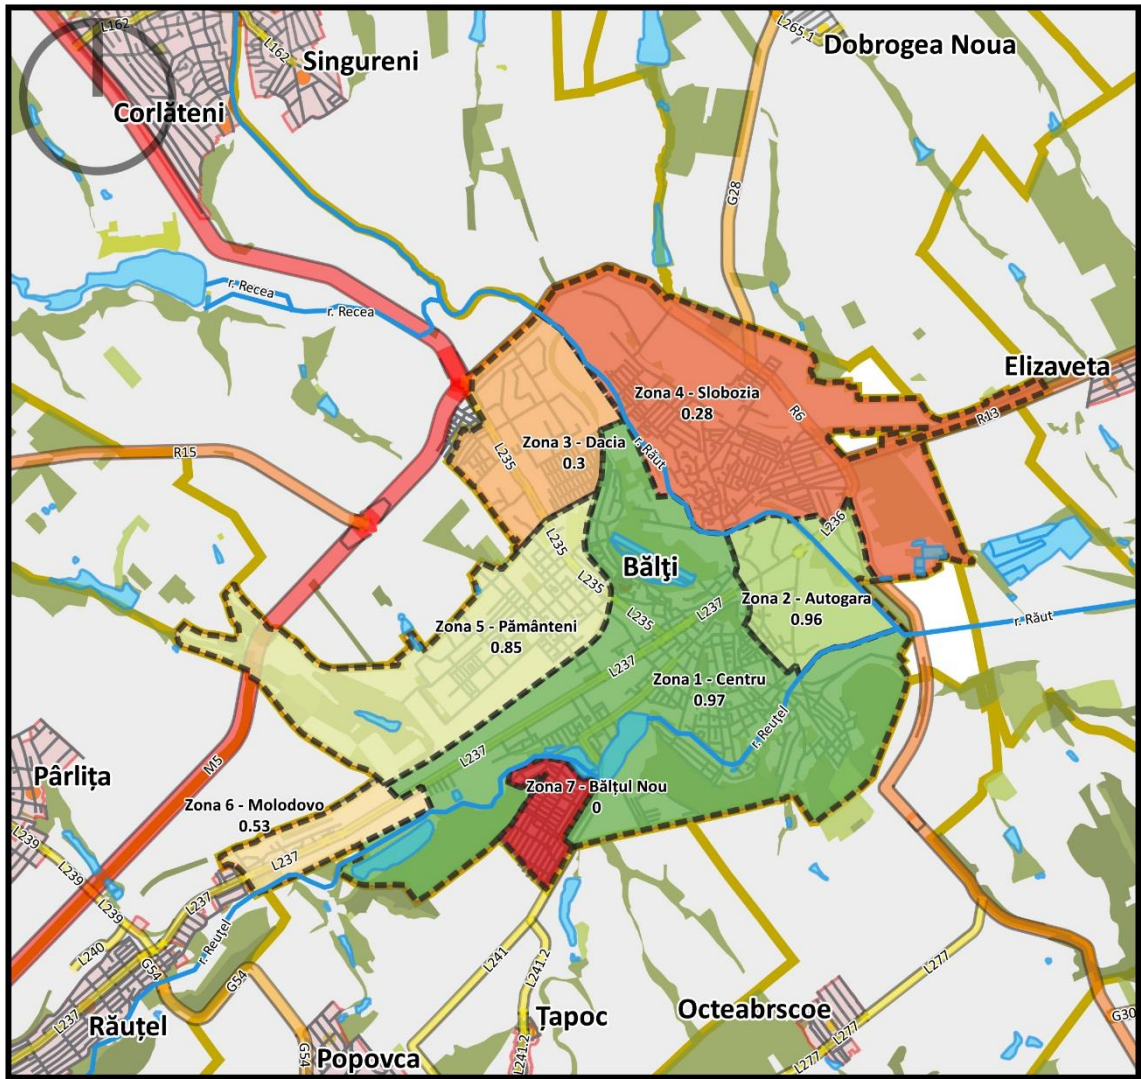 L162
L265.1
Dobrogea Noua
L162
Singureni
Corlăteni
G28
r. Recea
r. Recea
Elizaveta
Zona 4 - Slobozia
0.28
R6
R13
Zona 3 - Dacia
0.3
r. Răut
L235
R15
L236
L235
L235
Bălți
Zona 2 - Autogara
0.96
L237
L235
r. Răut
Zona 5 - Pământeni
0.85
L237
Zona 1 - Centru
0.97
r. Reuțel
L237
M5
Pârlița
Zona 7 - Bălțul Nou
0
Zona 6 - Molodovo
0.53
L239
L237
L239
L237
L239
r. Reuțel
L240
L241
L241.2
L277
G54
G54
L237
Răuțel
Țapoc
Octeabrscoe
G30
L277
G54
Popovca
L241.2
L277